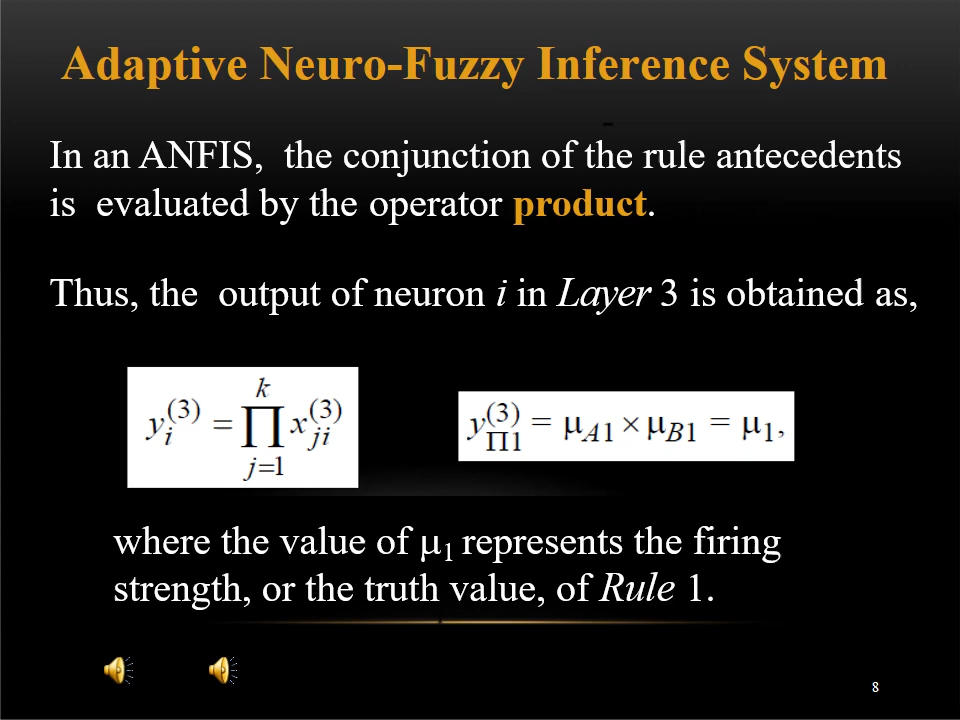 Adaptive Neuro-Fuzzy Inference System
In an ANFIS, the conjunction of the rule antecedents
is evaluated by the operator product.
Thus, the output of neuron i in Layer 3 is obtained as,
y_i^{(3)} = \prod_{j=1}^{k} x_{ji}^{(3)}
y_{Π1}^{(3)} = μ_{A1} × μ_{B1} = μ_1,
where the value of μ_1 represents the firing
strength, or the truth value, of Rule 1.
8